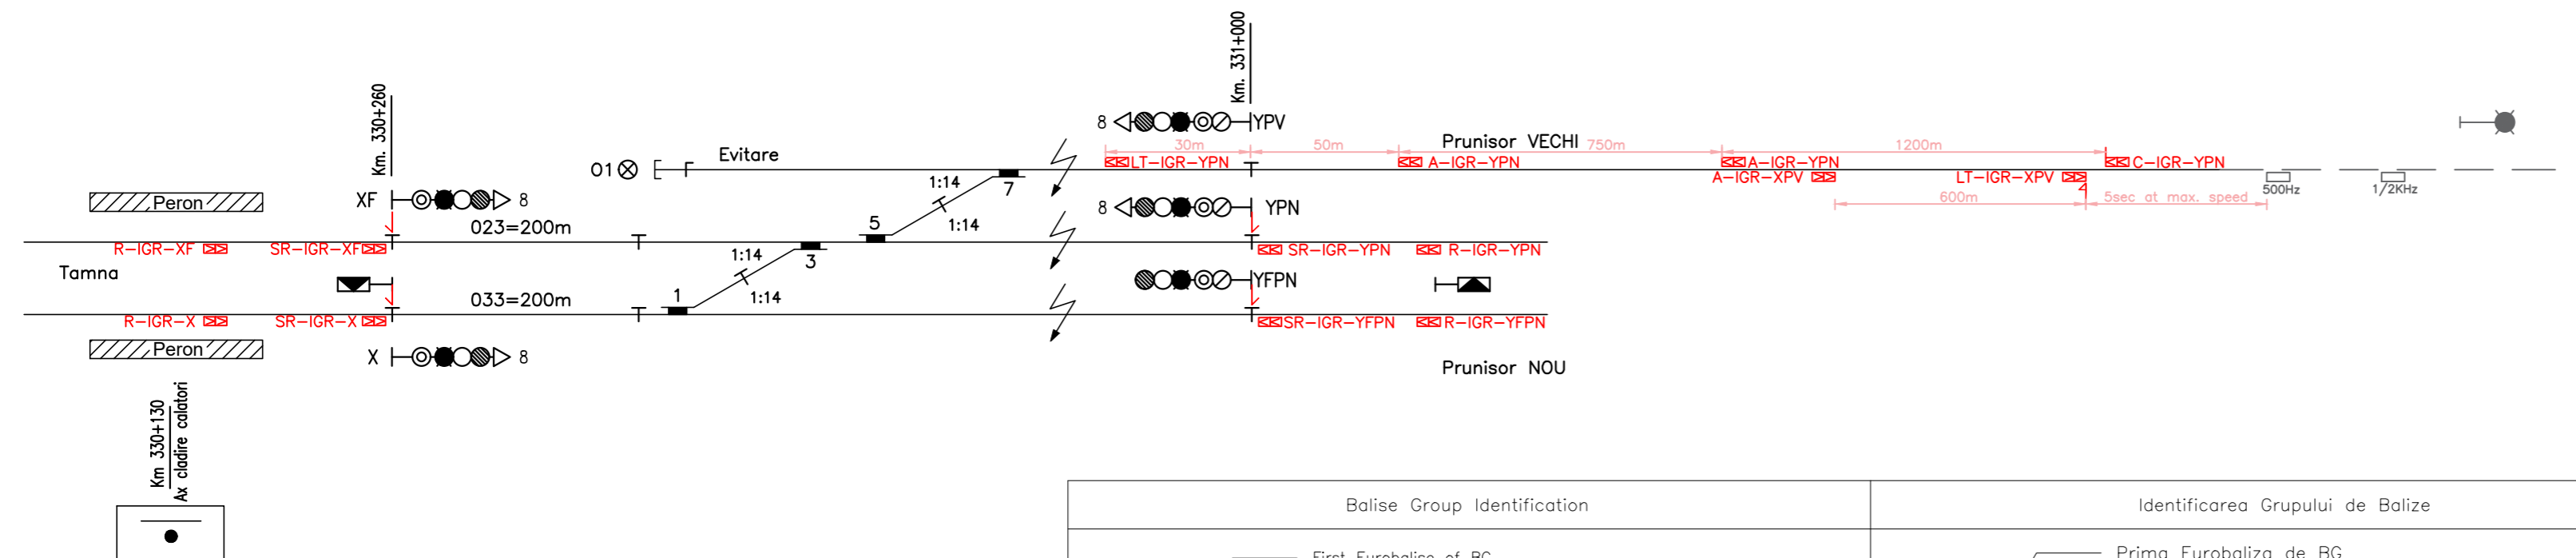 Km. 330+260
Km. 331+000
8 YPV
Prunisor VECHI
30m 50m 750m 1200m
O1 Evitare
LT-IGR-YPN A-IGR-YPN A-IGR-YPN C-IGR-YPN
A-IGR-XPV LT-IGR-XPV
500Hz 1/2KHz
600m 5sec at max. speed
1:14
7
1:14
Peron
XF 8
8 YPN
023=200m
5
R-IGR-XF SR-IGR-XF
SR-IGR-YPN R-IGR-YPN
1:14
3
Tamna
YFPN
033=200m
1
1:14
R-IGR-X SR-IGR-X
SR-IGR-YFPN R-IGR-YFPN
Peron
X 8
Prunisor NOU
Km 330+130
Ax cladire calatori
Balise Group Identification
Identificarea Grupului de Balize
First Eurobalise of BG
Prima Eurobaliza de BG